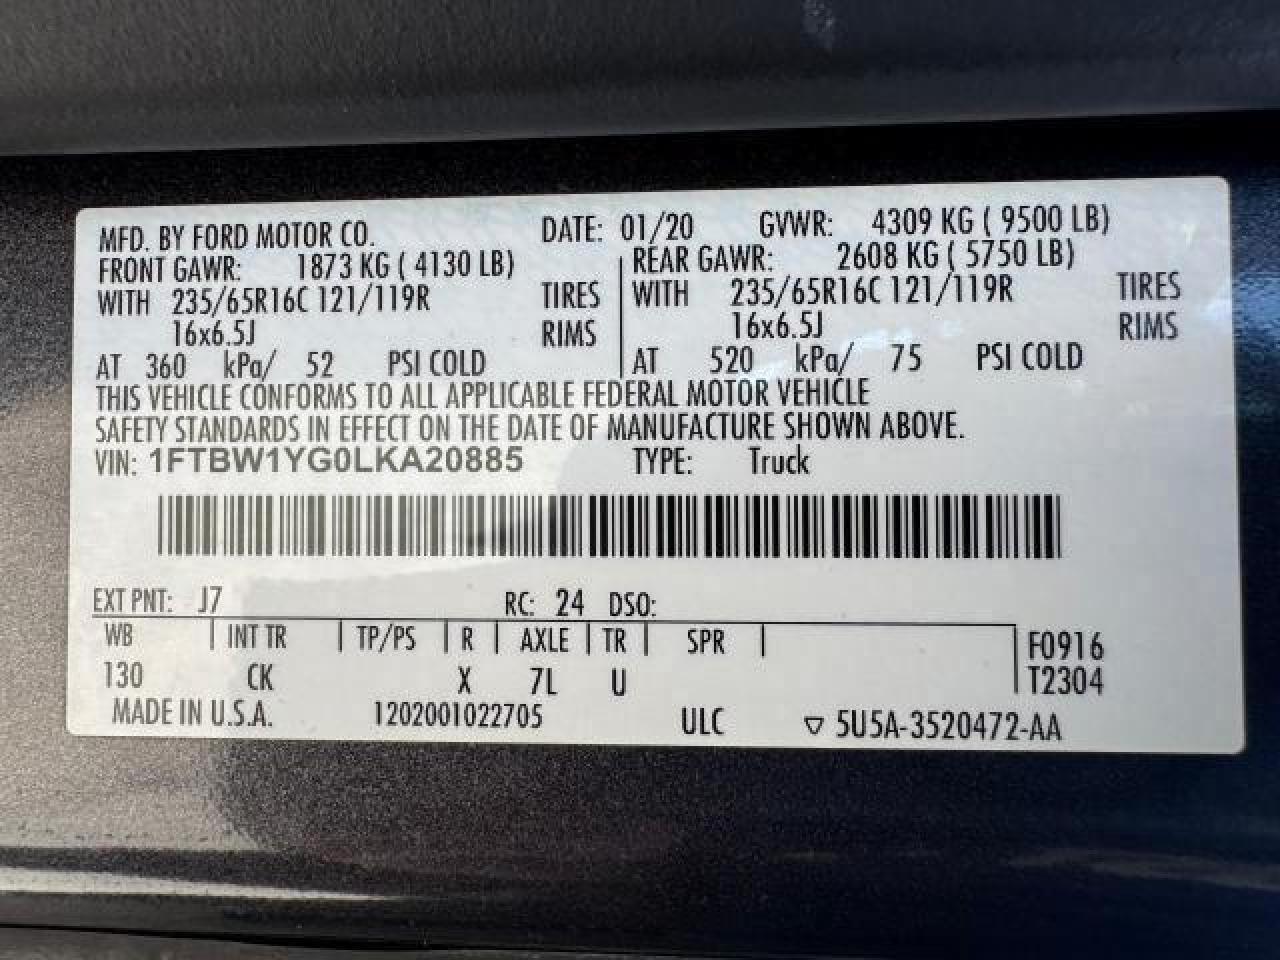 MFD. BY FORD MOTOR CO. DATE: 01/20 GVWR: 4309 KG ( 9500 LB)
FRONT GAWR: 1873 KG ( 4130 LB) REAR GAWR: 2608 KG ( 5750 LB)
WITH 235/65R16C 121/119R TIRES WITH 235/65R16C 121/119R TIRES
16x6.5J RIMS 16x6.5J RIMS
AT 360 kPa/ 52 PSI COLD AT 520 kPa/ 75 PSI COLD
THIS VEHICLE CONFORMS TO ALL APPLICABLE FEDERAL MOTOR VEHICLE
SAFETY STANDARDS IN EFFECT ON THE DATE OF MANUFACTURE SHOWN ABOVE.
VIN: 1FTBW1YG0LKA20885 TYPE: Truck
EXT PNT: J7 RC: 24 DSO:
WB INT TR TP/PS R AXLE TR SPR F0916
130 CK X 7L U T2304
MADE IN U.S.A. 1202001022705 ULC ▽ 5U5A-3520472-AA